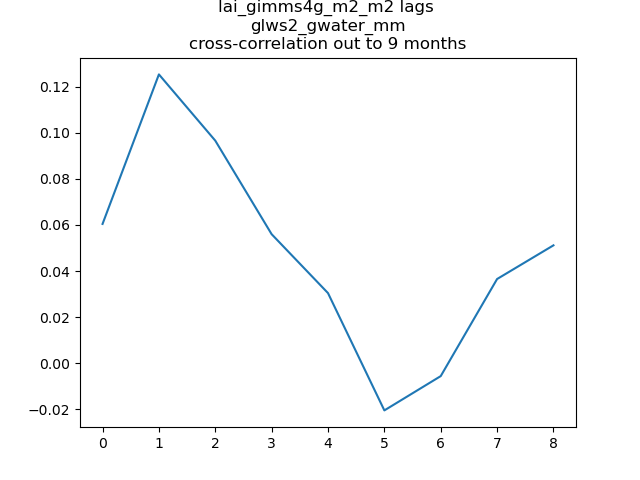 lai_gimms4g_m2_m2 lags
glws2_gwater_mm
cross-correlation out to 9 months
0.12
0.10
0.08
0.06
0.04
0.02
0.00
−0.02
0 1 2 3 4 5 6 7 8